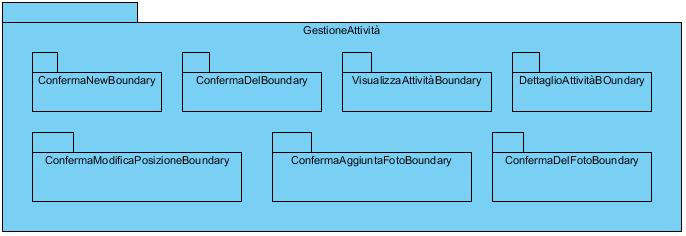 GestioneAttività
ConfermaNewBoundary
ConfermaDelBoundary
VisualizzaAttivitàBoundary
DettaglioAttivitàBOundary
ConfermaModificaPosizioneBoundary
ConfermaAggiuntaFotoBoundary
ConfermaDelFotoBoundary